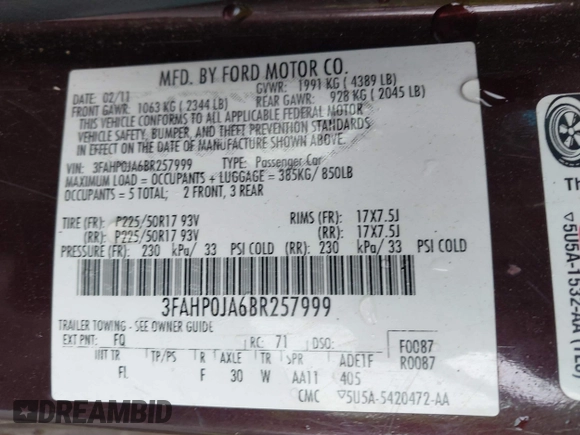 MFD. BY FORD MOTOR CO.
DATE: 02/11
GVWR: 1991 KG ( 4389 LB)
FRONT GAWR: 1063 KG ( 2344 LB)
REAR GAWR: 928 KG ( 2045 LB)
THIS VEHICLE CONFORMS TO ALL APPLICABLE FEDERAL MOTOR
VEHICLE SAFETY, BUMPER, AND THEFT PREVENTION STANDARDS
IN EFFECT ON THE DATE OF MANUFACTURE SHOWN ABOVE.
VIN: 3FAHP0JA6BR257999 TYPE: Passenger Car
MAXIMUM LOAD = OCCUPANTS + LUGGAGE = 385KG/ 850LB
OCCUPANTS = 5 TOTAL; 2 FRONT, 3 REAR
TIRE (FR): P225/50R17 93V RIMS (FR): 17X7.5J
(RR): P225/50R17 93V (RR): 17X7.5J
PRESSURE (FR): 230 kPa/ 33 PSI COLD (RR): 230 kPa/ 33 PSI COLD
3FAHP0JA6BR257999
TRAILER TOWING - SEE OWNER GUIDE
EXT PNT: FQ RC: 71 DSO: F0087
R0087
INT TR TP/PS R AXLE TR SPR ADETF
FL F 30 W AA11 405
CMC ▽5U5A-5420472-AA
TH
▽5U5A-1532-AA
DREAMBID